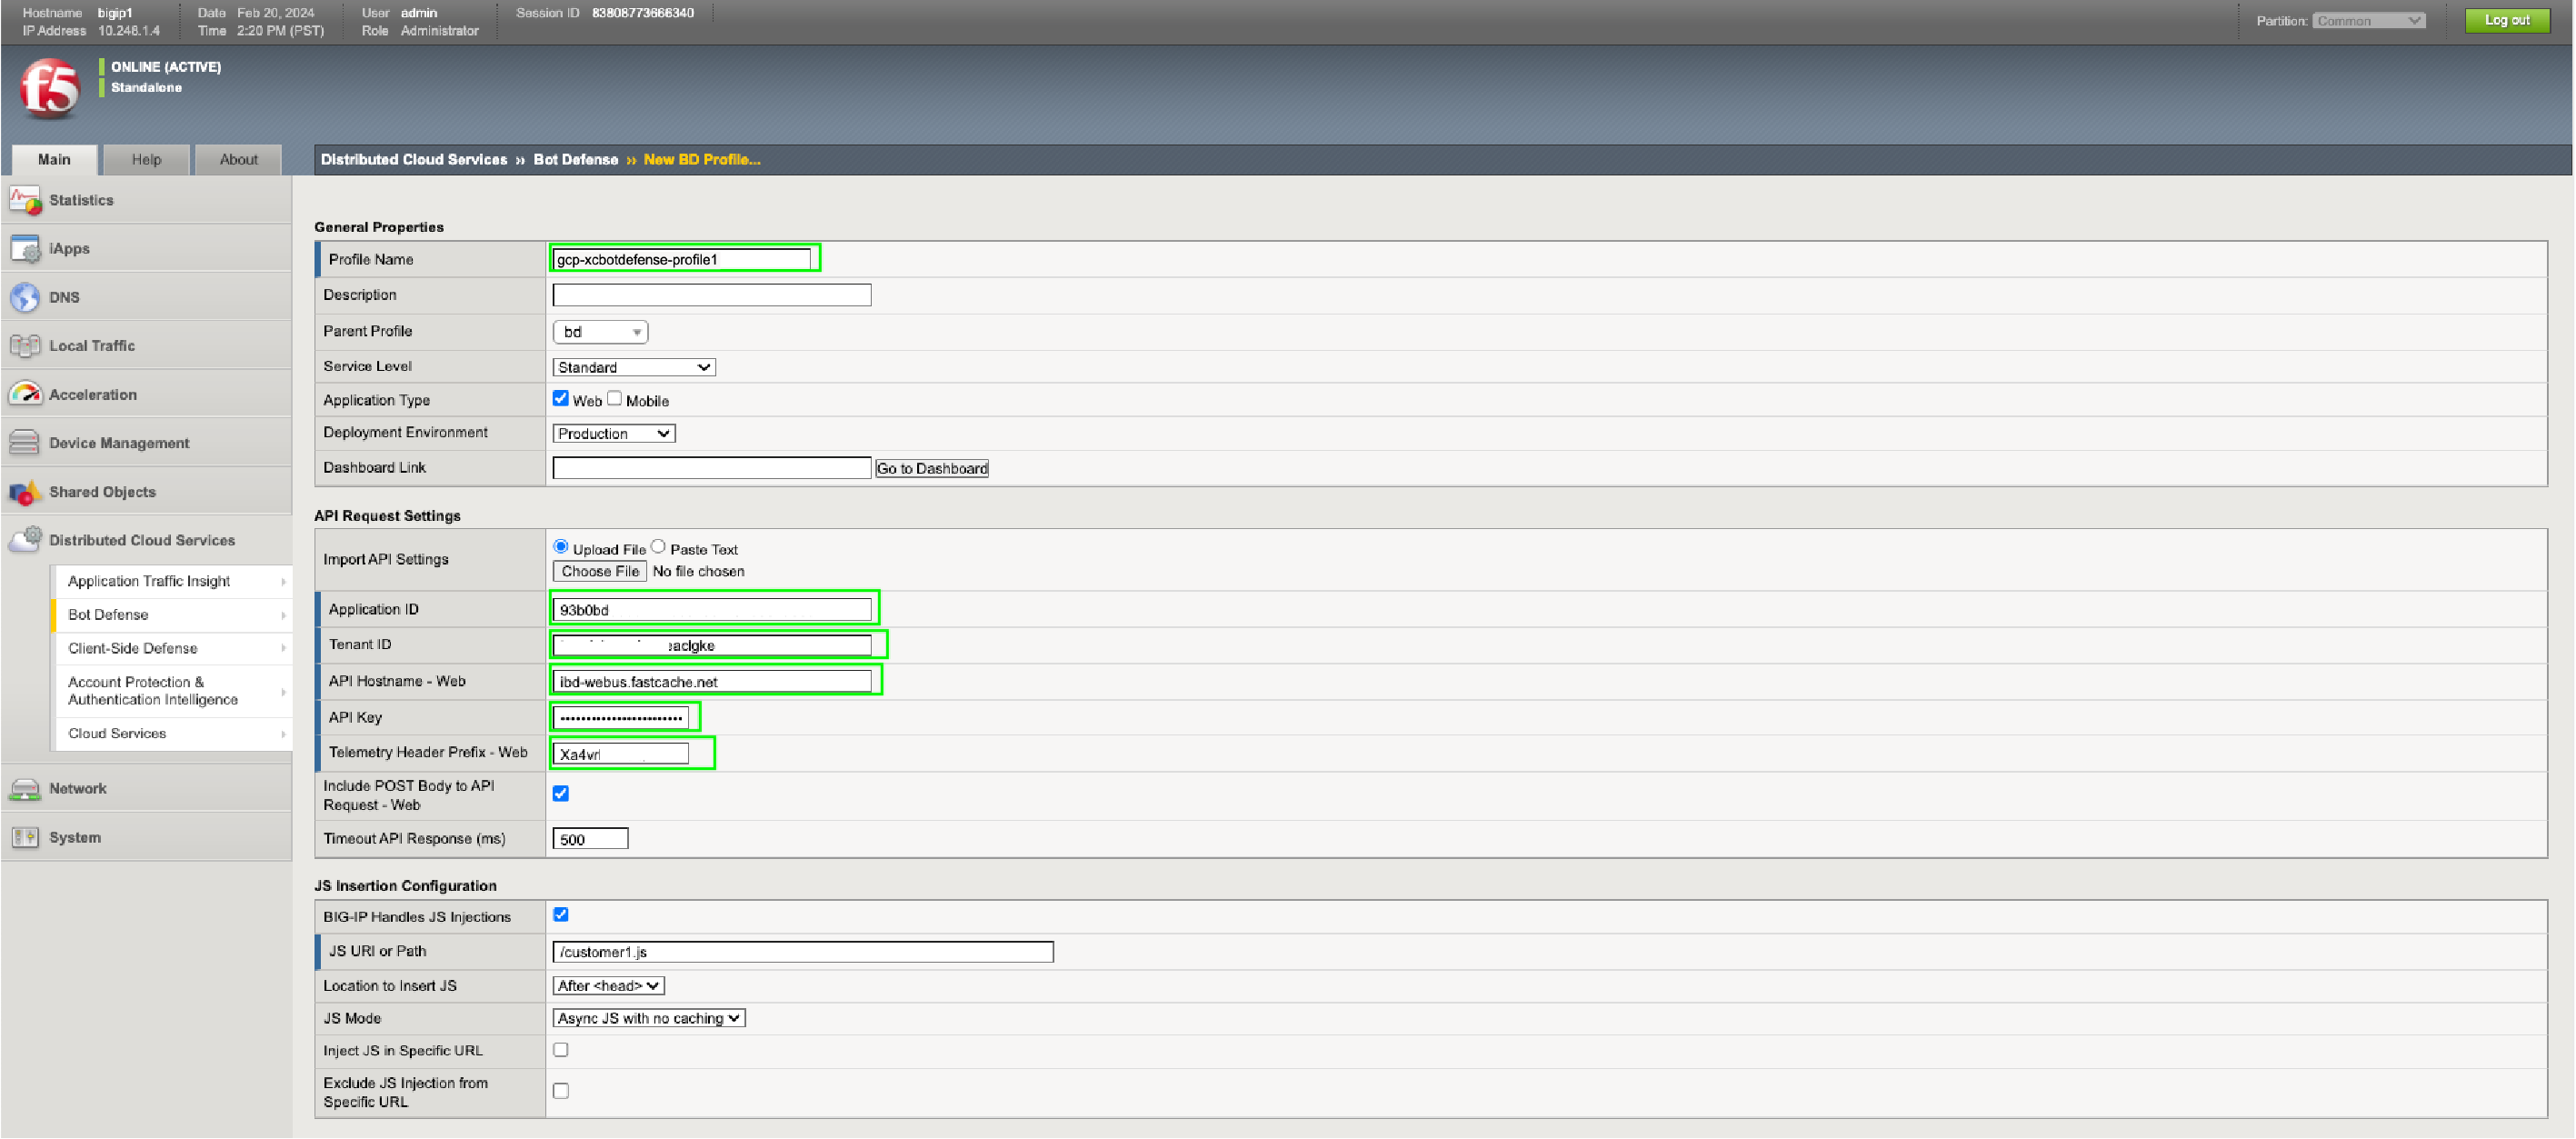 Hostname bigip1 Date Feb 20, 2024 User admin Session ID 83808773666340
IP Address 10.248.1.4 Time 2:20 PM (PST) Role Administrator
Partition: Common Log out
f5
ONLINE (ACTIVE)
Standalone
Main Help About
Distributed Cloud Services » Bot Defense » New BD Profile...
Statistics
iApps
DNS
Local Traffic
Acceleration
Device Management
Shared Objects
Distributed Cloud Services
Application Traffic Insight
Bot Defense
Client-Side Defense
Account Protection &
Authentication Intelligence
Cloud Services
Network
System
General Properties
Profile Name gcp-xcbotdefense-profile1
Description
Parent Profile bd
Service Level Standard
Application Type Web Mobile
Deployment Environment Production
Dashboard Link Go to Dashboard
API Request Settings
Import API Settings
Upload File Paste Text
Choose File No file chosen
Application ID 93b0bd
Tenant ID eaclgke
API Hostname - Web ibd-webus.fastcache.net
API Key ••••••••••••••••••••••••
Telemetry Header Prefix - Web Xa4vr
Include POST Body to API
Request - Web
Timeout API Response (ms) 500
JS Insertion Configuration
BIG-IP Handles JS Injections
JS URI or Path /customer1.js
Location to Insert JS After <head>
JS Mode Async JS with no caching
Inject JS in Specific URL
Exclude JS Injection from
Specific URL